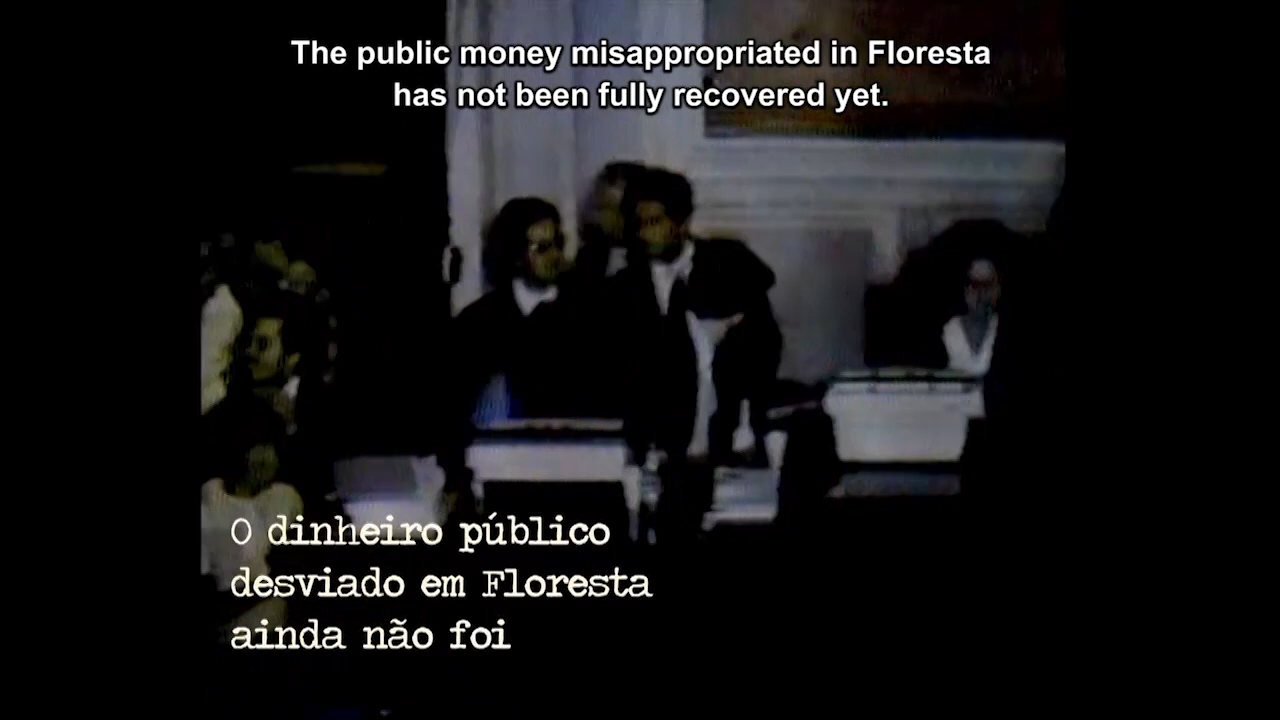 The public money misappropriated in Floresta
has not been fully recovered yet.
O dinheiro público
desviado em Floresta
ainda não foi